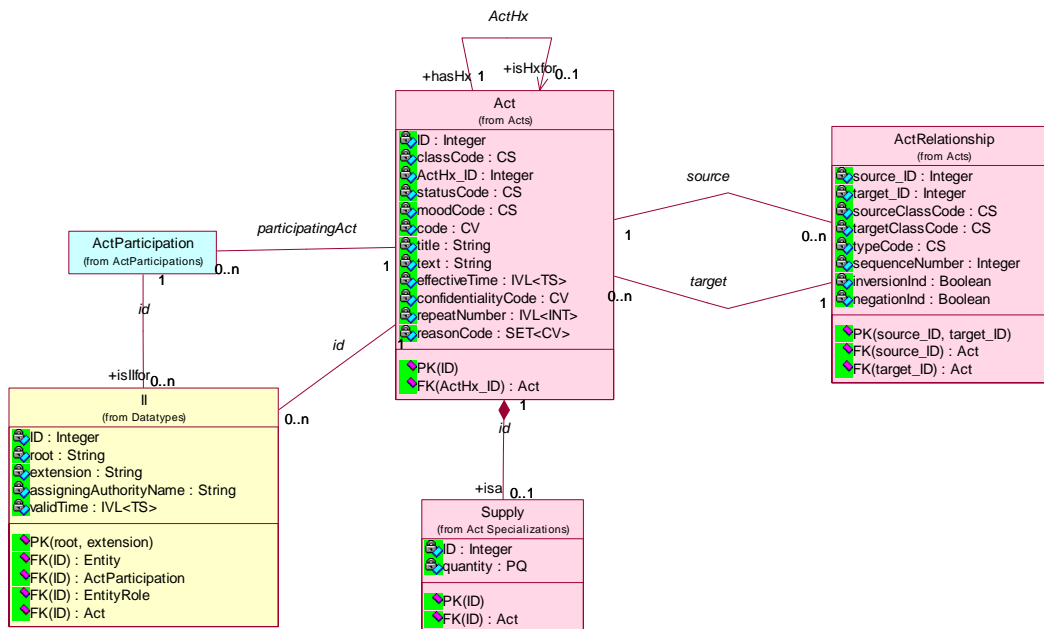 ActHx
+hasHx
1
+isHxfor
0..1
Act
(from Acts)
ID : Integer
classCode : CS
ActHx_ID : Integer
statusCode : CS
moodCode : CS
code : CV
title : String
text : String
effectiveTime : IVL<TS>
confidentialityCode : CV
repeatNumber : IVL<INT>
reasonCode : SET<CV>
PK(ID)
FK(ActHx_ID) : Act
source
1
0..n
target
0..n
1
ActRelationship
(from Acts)
source_ID : Integer
target_ID : Integer
sourceClassCode : CS
targetClassCode : CS
typeCode : CS
sequenceNumber : Integer
inversionInd : Boolean
negationInd : Boolean
PK(source_ID, target_ID)
FK(source_ID) : Act
FK(target_ID) : Act
participatingAct
0..n
1
ActParticipation
(from ActParticipations)
1
id
+isIIfor
0..n
id
1
0..n
II
(from Datatypes)
ID : Integer
root : String
extension : String
assigningAuthorityName : String
validTime : IVL<TS>
PK(root, extension)
FK(ID) : Entity
FK(ID) : ActParticipation
FK(ID) : EntityRole
FK(ID) : Act
1
id
+isa
0..1
Supply
(from Act Specializations)
ID : Integer
quantity : PQ
PK(ID)
FK(ID) : Act